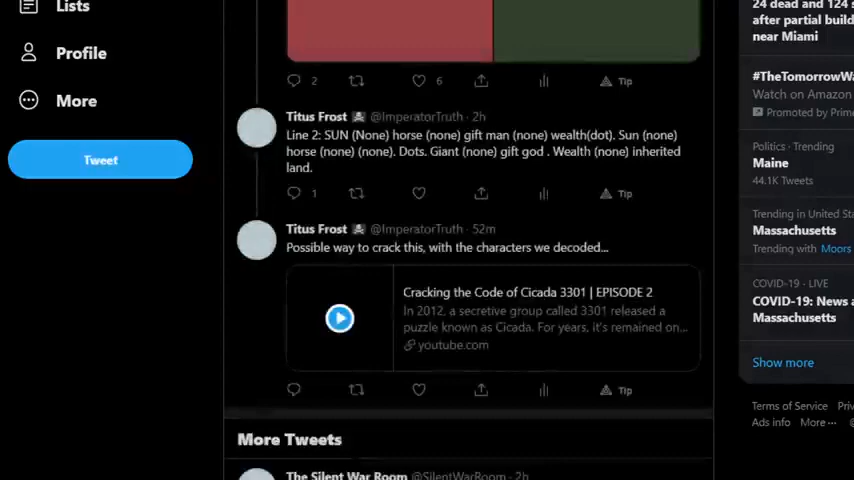 Lists
Profile
More
Tweet
2
6
Tip
Titus Frost @ImperatorTruth · 2h
Line 2: SUN (None) horse (none) gift man (none) wealth(dot). Sun (none)
horse (none) (none). Dots. Giant (none) gift god . Wealth (none) inherited
land.
1
Tip
Titus Frost @ImperatorTruth · 52m
Possible way to crack this, with the characters we decoded...
Cracking the Code of Cicada 3301 | EPISODE 2
In 2012, a secretive group called 3301 released a
puzzle known as Cicada. For years, it's remained on...
youtube.com
Tip
More Tweets
The Silent War Room @SilentWarRoom · 2h
24 dead and 124
after partial build
near Miami
#TheTomorrowWa
Watch on Amazon
Promoted by Prim
Politics · Trending
Maine
44.1K Tweets
Trending in United Sta
Massachusetts
Trending with Moors
COVID-19 · LIVE
COVID-19: News a
Massachusetts
Show more
Terms of Service Priv
Ads info More ···